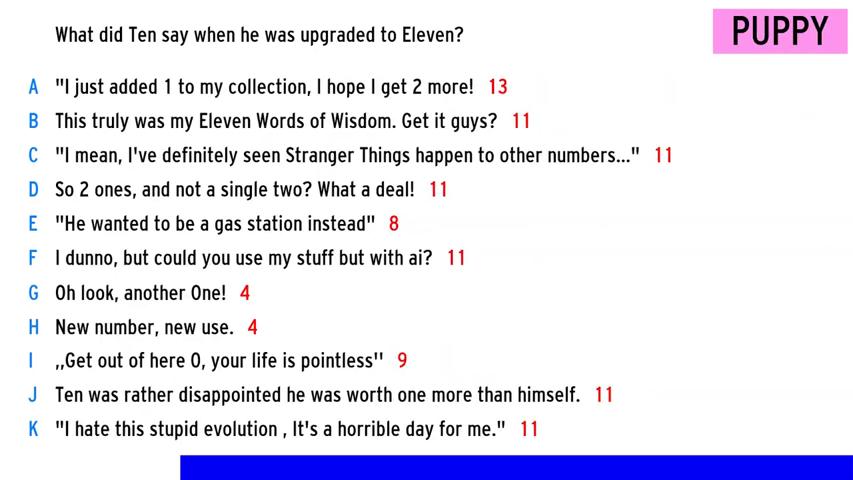 What did Ten say when he was upgraded to Eleven?
PUPPY
A "I just added 1 to my collection, I hope I get 2 more! 13
B This truly was my Eleven Words of Wisdom. Get it guys? 11
C "I mean, I've definitely seen Stranger Things happen to other numbers..." 11
D So 2 ones, and not a single two? What a deal! 11
E "He wanted to be a gas station instead" 8
F I dunno, but could you use my stuff but with ai? 11
G Oh look, another One! 4
H New number, new use. 4
I ,,Get out of here 0, your life is pointless" 9
J Ten was rather disappointed he was worth one more than himself. 11
K "I hate this stupid evolution , It's a horrible day for me." 11